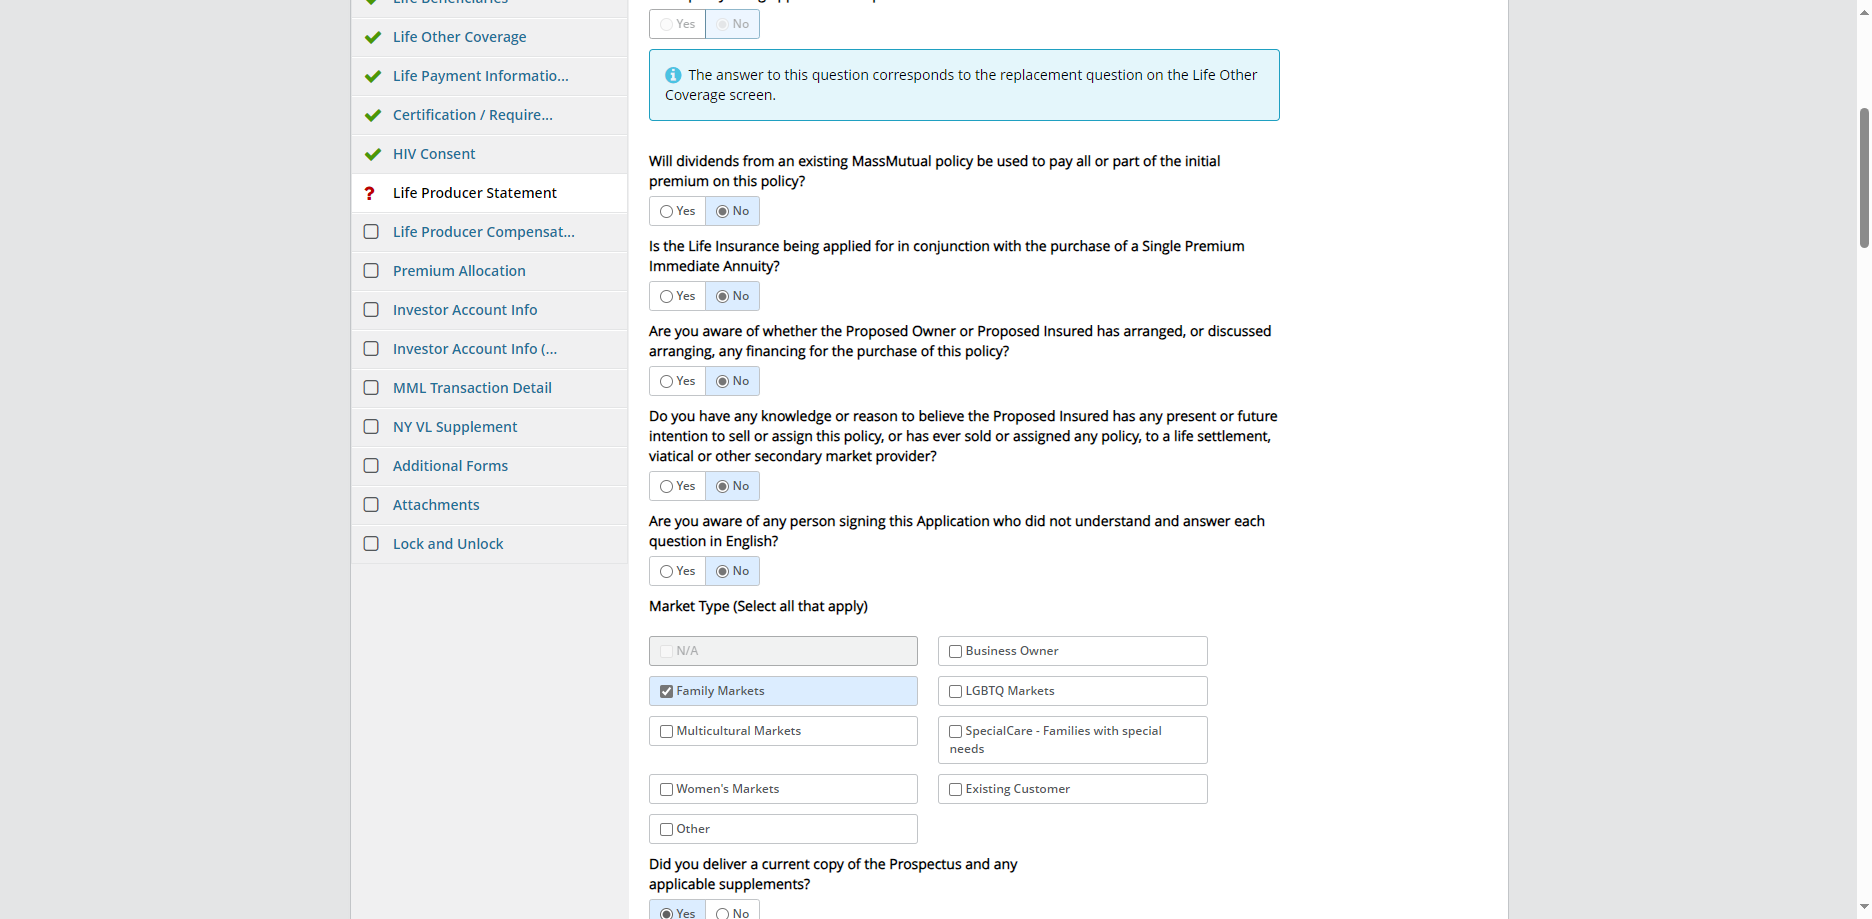 Life Beneficiaries
Life Other Coverage
Life Payment Informatio...
Certification / Require...
HIV Consent
Life Producer Statement
Life Producer Compensat...
Premium Allocation
Investor Account Info
Investor Account Info (...
MML Transaction Detail
NY VL Supplement
Additional Forms
Attachments
Lock and Unlock
Yes No
The answer to this question corresponds to the replacement question on the Life Other
Coverage screen.
Will dividends from an existing MassMutual policy be used to pay all or part of the initial
premium on this policy?
Yes No
Is the Life Insurance being applied for in conjunction with the purchase of a Single Premium
Immediate Annuity?
Yes No
Are you aware of whether the Proposed Owner or Proposed Insured has arranged, or discussed
arranging, any financing for the purchase of this policy?
Yes No
Do you have any knowledge or reason to believe the Proposed Insured has any present or future
intention to sell or assign this policy, or has ever sold or assigned any policy, to a life settlement,
viatical or other secondary market provider?
Yes No
Are you aware of any person signing this Application who did not understand and answer each
question in English?
Yes No
Market Type (Select all that apply)
N/A
Business Owner
Family Markets
LGBTQ Markets
Multicultural Markets
SpecialCare - Families with special
needs
Women's Markets
Existing Customer
Other
Did you deliver a current copy of the Prospectus and any
applicable supplements?
Yes No